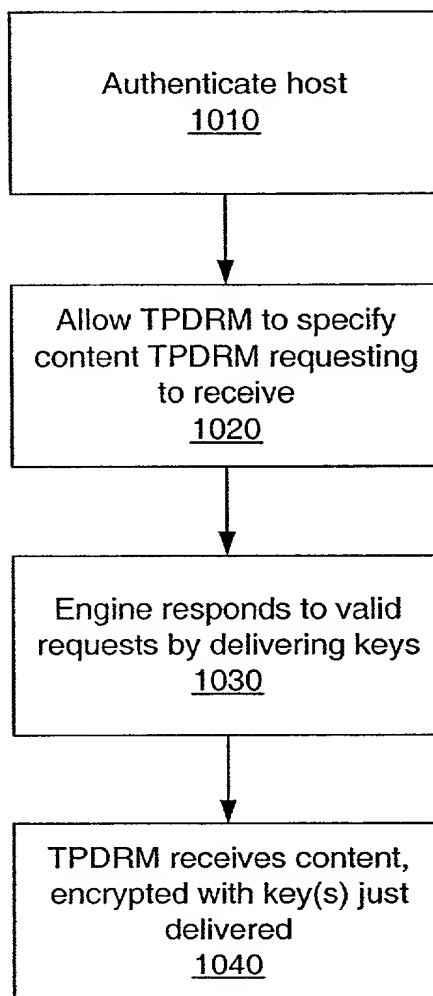 Authenticate host
1010
Allow TPDRM to specify
content TPDRM requesting
to receive
1020
Engine responds to valid
requests by delivering keys
1030
TPDRM receives content,
encrypted with key(s) just
delivered
1040